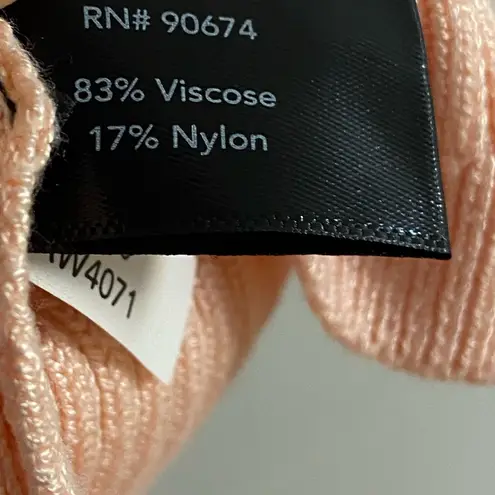 RN# 90674
83% Viscose
17% Nylon
W4071